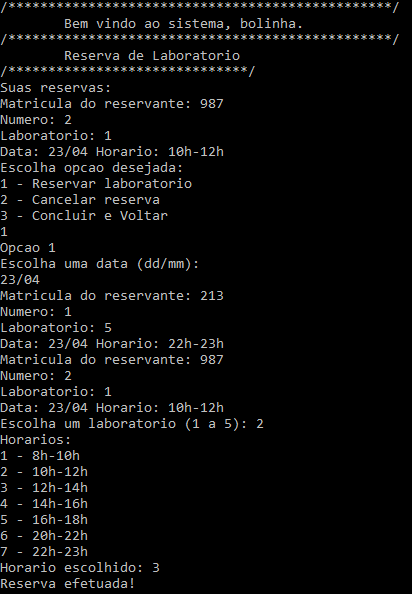 /************************************************/
Bem vindo ao sistema, bolinha.
/************************************************/
Reserva de Laboratorio
/******************************/
Suas reservas:
Matricula do reservante: 987
Numero: 2
Laboratorio: 1
Data: 23/04 Horario: 10h-12h
Escolha opcao desejada:
1 - Reservar laboratorio
2 - Cancelar reserva
3 - Concluir e Voltar
1
Opcao 1
Escolha uma data (dd/mm):
23/04
Matricula do reservante: 213
Numero: 1
Laboratorio: 5
Data: 23/04 Horario: 22h-23h
Matricula do reservante: 987
Numero: 2
Laboratorio: 1
Data: 23/04 Horario: 10h-12h
Escolha um laboratorio (1 a 5): 2
Horarios:
1 - 8h-10h
2 - 10h-12h
3 - 12h-14h
4 - 14h-16h
5 - 16h-18h
6 - 20h-22h
7 - 22h-23h
Horario escolhido: 3
Reserva efetuada!